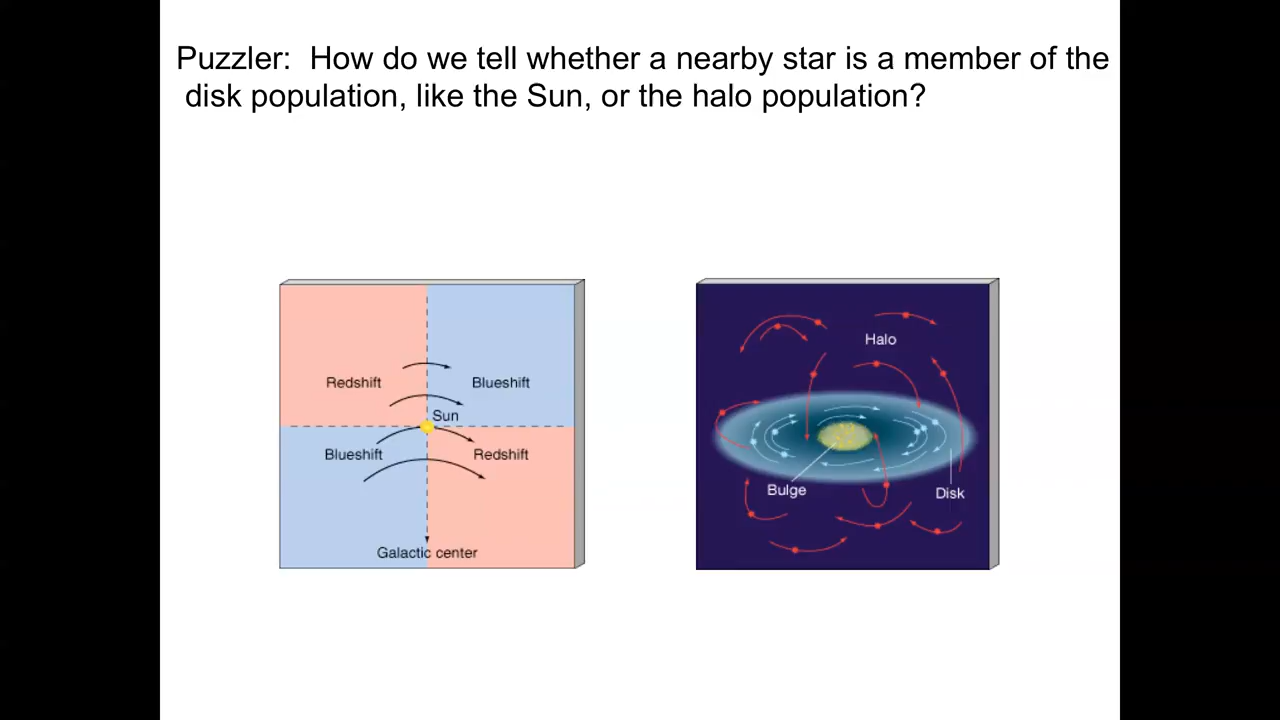 Puzzler:  How do we tell whether a nearby star is a member of the
disk population, like the Sun, or the halo population?
Redshift
Blueshift
Sun
Blueshift
Redshift
Galactic center
Halo
Bulge
Disk